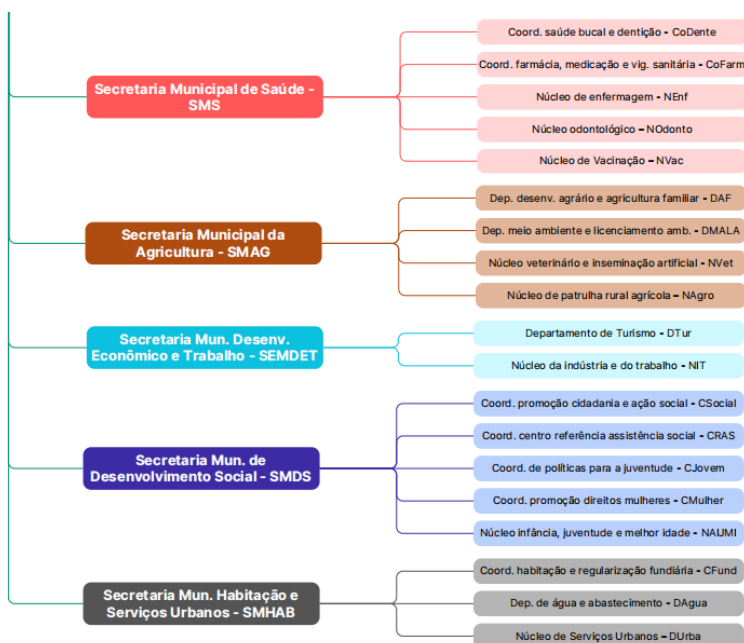 Secretaria Municipal de Saúde -
SMS
Coord. saúde bucal e dentição - CoDente
Coord. farmácia, medicação e vig. sanitária - CoFarm
Núcleo de enfermagem - NEnf
Núcleo odontológico – NOdonto
Núcleo de Vacinação – NVac
Secretaria Municipal da
Agricultura - SMAG
Dep. desenv. agrário e agricultura familiar - DAF
Dep. meio ambiente e licenciamento amb. - DMALA
Núcleo veterinário e inseminação artificial - NVet
Núcleo de patrulha rural agrícola – NAgro
Secretaria Mun. Desenv.
Econômico e Trabalho - SEMDET
Departamento de Turismo - DTur
Núcleo da indústria e do trabalho - NIT
Secretaria Mun. de
Desenvolvimento Social - SMDS
Coord. promoção cidadania e ação social - CSocial
Coord. centro referência assistência social - CRAS
Coord. de políticas para a juventude - CJovem
Coord. promoção direitos mulheres - CMulher
Núcleo infância, juventude e melhor idade - NAIJMI
Secretaria Mun. Habitação e
Serviços Urbanos - SMHAB
Coord. habitação e regularização fundiária - CFund
Dep. de água e abastecimento - DAgua
Núcleo de Serviços Urbanos - DUrba